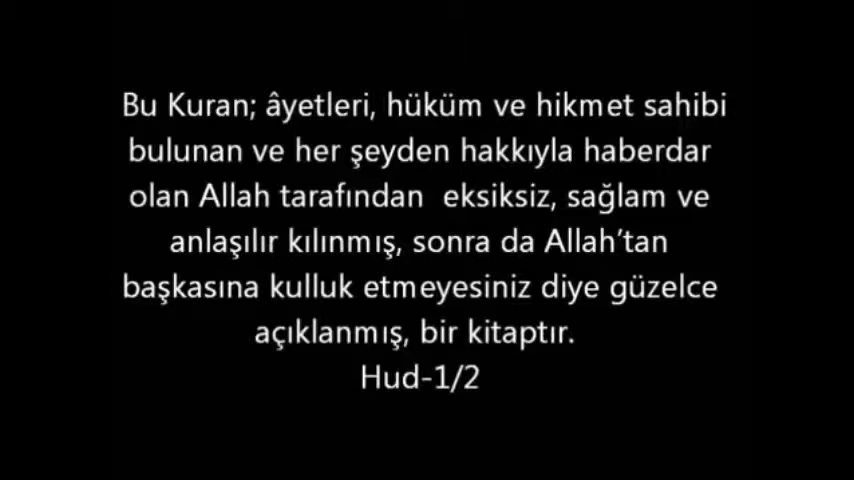 Bu Kuran; âyetleri, hüküm ve hikmet sahibi
bulunan ve her şeyden hakkıyla haberdar
olan Allah tarafından eksiksiz, sağlam ve
anlaşılır kılınmış, sonra da Allah’tan
başkasına kulluk etmeyesiniz diye güzelce
açıklanmış, bir kitaptır.
Hud-1/2